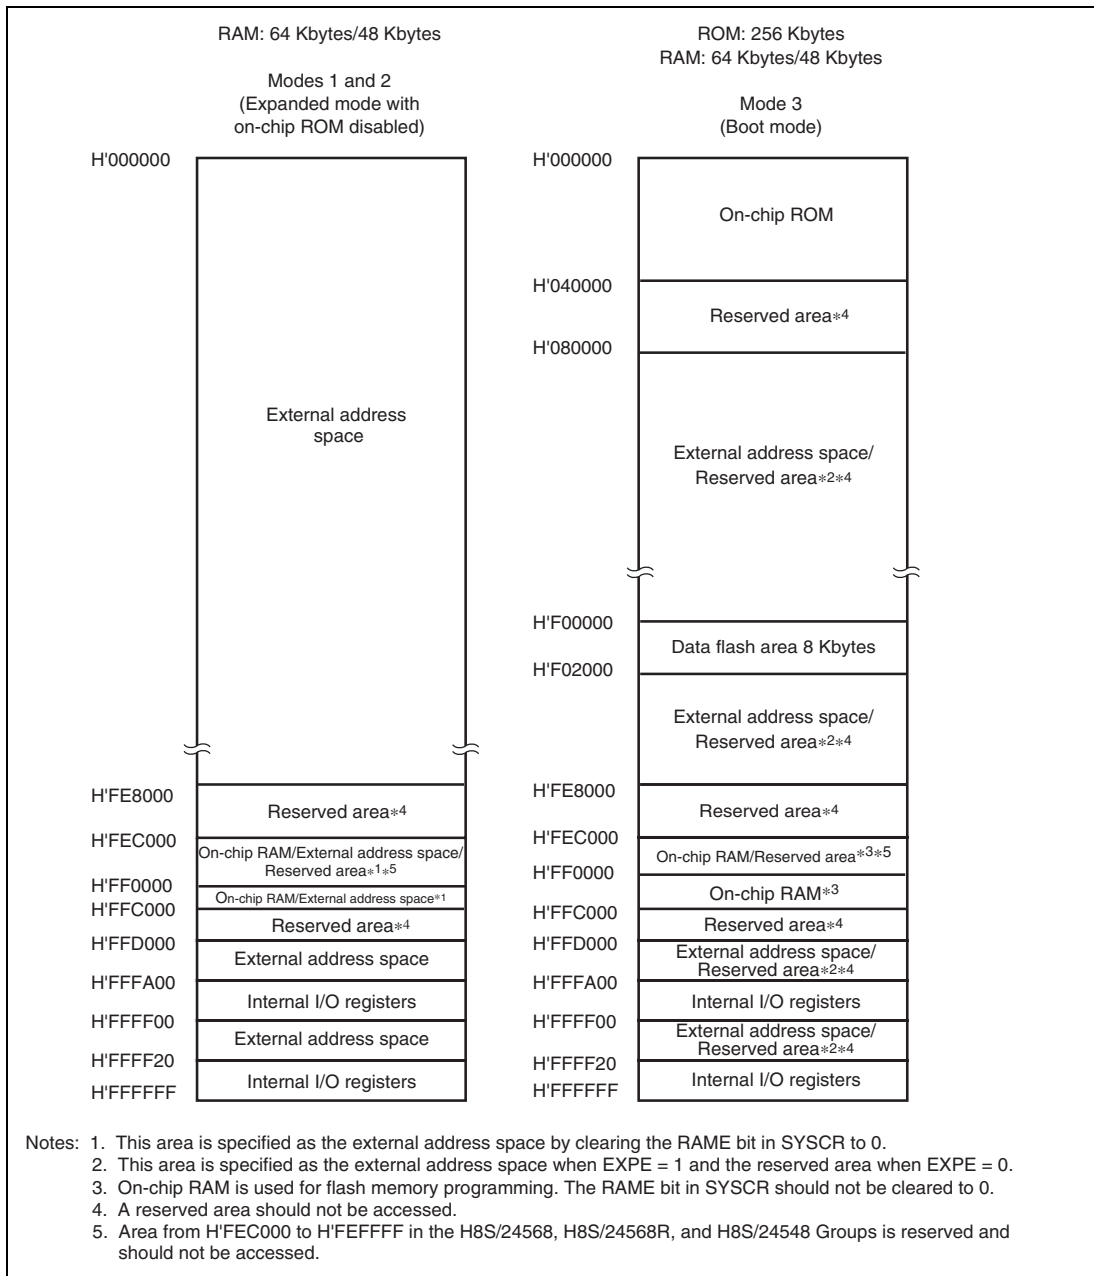 RAM: 64 Kbytes/48 Kbytes
Modes 1 and 2
(Expanded mode with
on-chip ROM disabled)
H'000000
External address
space
H'FE8000
Reserved area*4
H'FEC000
On-chip RAM/External address space/
Reserved area*1*5
H'FF0000
On-chip RAM/External address space*1
H'FFC000
Reserved area*4
H'FFD000
External address space
H'FFFA00
Internal I/O registers
H'FFFF00
External address space
H'FFFF20
Internal I/O registers
H'FFFFFF
ROM: 256 Kbytes
RAM: 64 Kbytes/48 Kbytes
Mode 3
(Boot mode)
H'000000
On-chip ROM
H'040000
Reserved area*4
H'080000
External address space/
Reserved area*2*4
H'F00000
Data flash area 8 Kbytes
H'F02000
External address space/
Reserved area*2*4
H'FE8000
Reserved area*4
H'FEC000
On-chip RAM/Reserved area*3*5
H'FF0000
On-chip RAM*3
H'FFC000
Reserved area*4
H'FFD000
External address space/
Reserved area*2*4
H'FFFA00
Internal I/O registers
H'FFFF00
External address space/
Reserved area*2*4
H'FFFF20
Internal I/O registers
H'FFFFFF
Notes: 1. This area is specified as the external address space by clearing the RAME bit in SYSCR to 0.
2. This area is specified as the external address space when EXPE = 1 and the reserved area when EXPE = 0.
3. On-chip RAM is used for flash memory programming. The RAME bit in SYSCR should not be cleared to 0.
4. A reserved area should not be accessed.
5. Area from H'FEC000 to H'FEFFFF in the H8S/24568, H8S/24568R, and H8S/24548 Groups is reserved and
should not be accessed.